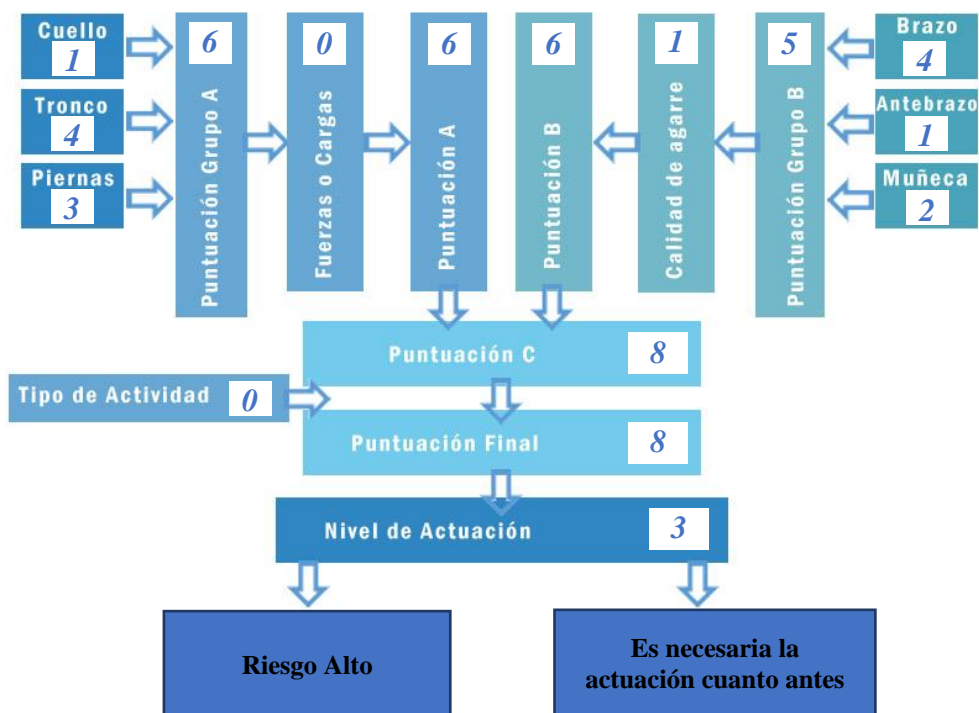 Cuello
1
Tronco
4
Piernas
3
6
Puntuación Grupo A
0
Fuerzas o Cargas
6
Puntuación A
6
Puntuación B
1
Calidad de agarre
5
Puntuación Grupo B
Brazo
4
Antebrazo
1
Muñeca
2
Puntuación C 8
Tipo de Actividad 0
Puntuación Final 8
Nivel de Actuación 3
Riesgo Alto
Es necesaria la
actuación cuanto antes